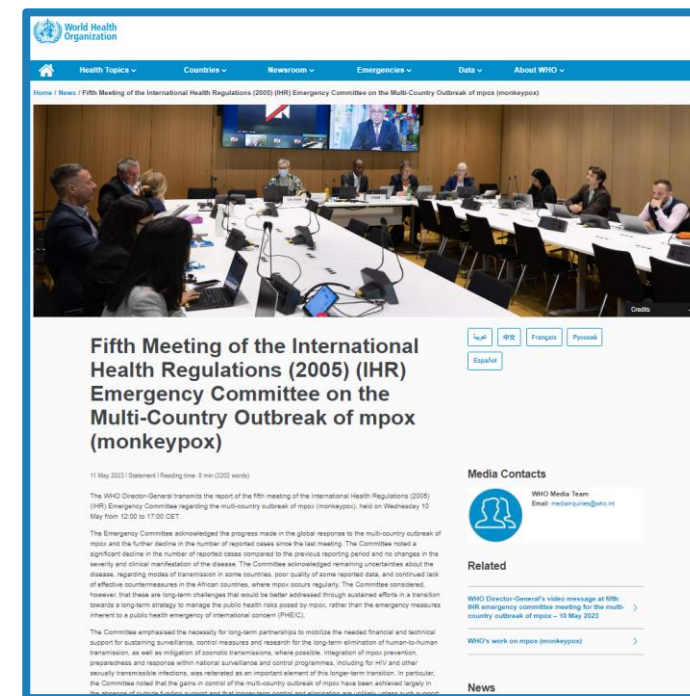 World Health
Organization
Health Topics
Countries
Newsroom
Emergencies
Data
About WHO
Home / News / Fifth Meeting of the International Health Regulations (2005) (IHR) Emergency Committee on the Multi-Country Outbreak of mpox (monkeypox)
Credits
Fifth Meeting of the International
Health Regulations (2005) (IHR)
Emergency Committee on the
Multi-Country Outbreak of mpox
(monkeypox)
العربية
中文
Français
Русский
Español
11 May 2023 | Statement | Reading time: 8 min (2202 words)
The WHO Director-General transmits the report of the fifth meeting of the International Health Regulations (2005)
(IHR) Emergency Committee regarding the multi-country outbreak of mpox (monkeypox), held on Wednesday 10
May from 12:00 to 17:00 CET.
The Emergency Committee acknowledged the progress made in the global response to the multi-country outbreak of
mpox and the further decline in the number of reported cases since the last meeting. The Committee noted a
significant decline in the number of reported cases compared to the previous reporting period and no changes in the
severity and clinical manifestation of the disease. The Committee acknowledged remaining uncertainties about the
disease, regarding modes of transmission in some countries, poor quality of some reported data, and continued lack
of effective countermeasures in the African countries, where mpox occurs regularly. The Committee considered,
however, that these are long-term challenges that would be better addressed through sustained efforts in a transition
towards a long-term strategy to manage the public health risks posed by mpox, rather than the emergency measures
inherent to a public health emergency of international concern (PHEIC).
The Committee emphasised the necessity for long-term partnerships to mobilize the needed financial and technical
support for sustaining surveillance, control measures and research for the long-term elimination of human-to-human
transmission, as well as mitigation of zoonotic transmissions, where possible. Integration of mpox prevention,
preparedness and response within national surveillance and control programmes, including for HIV and other
sexually transmissible infections, was reiterated as an important element of this longer-term transition. In particular,
the Committee noted that the gains in control of the multi-country outbreak of mpox have been achieved largely in
the absence of outside funding support and that longer-term control and elimination are unlikely unless such support
Media Contacts
WHO Media Team
Email: mediainquiries@who.int
Related
WHO Director-General's video message at fifth
IHR emergency committee meeting for the multi-
country outbreak of mpox – 10 May 2023
WHO's work on mpox (monkeypox)
News